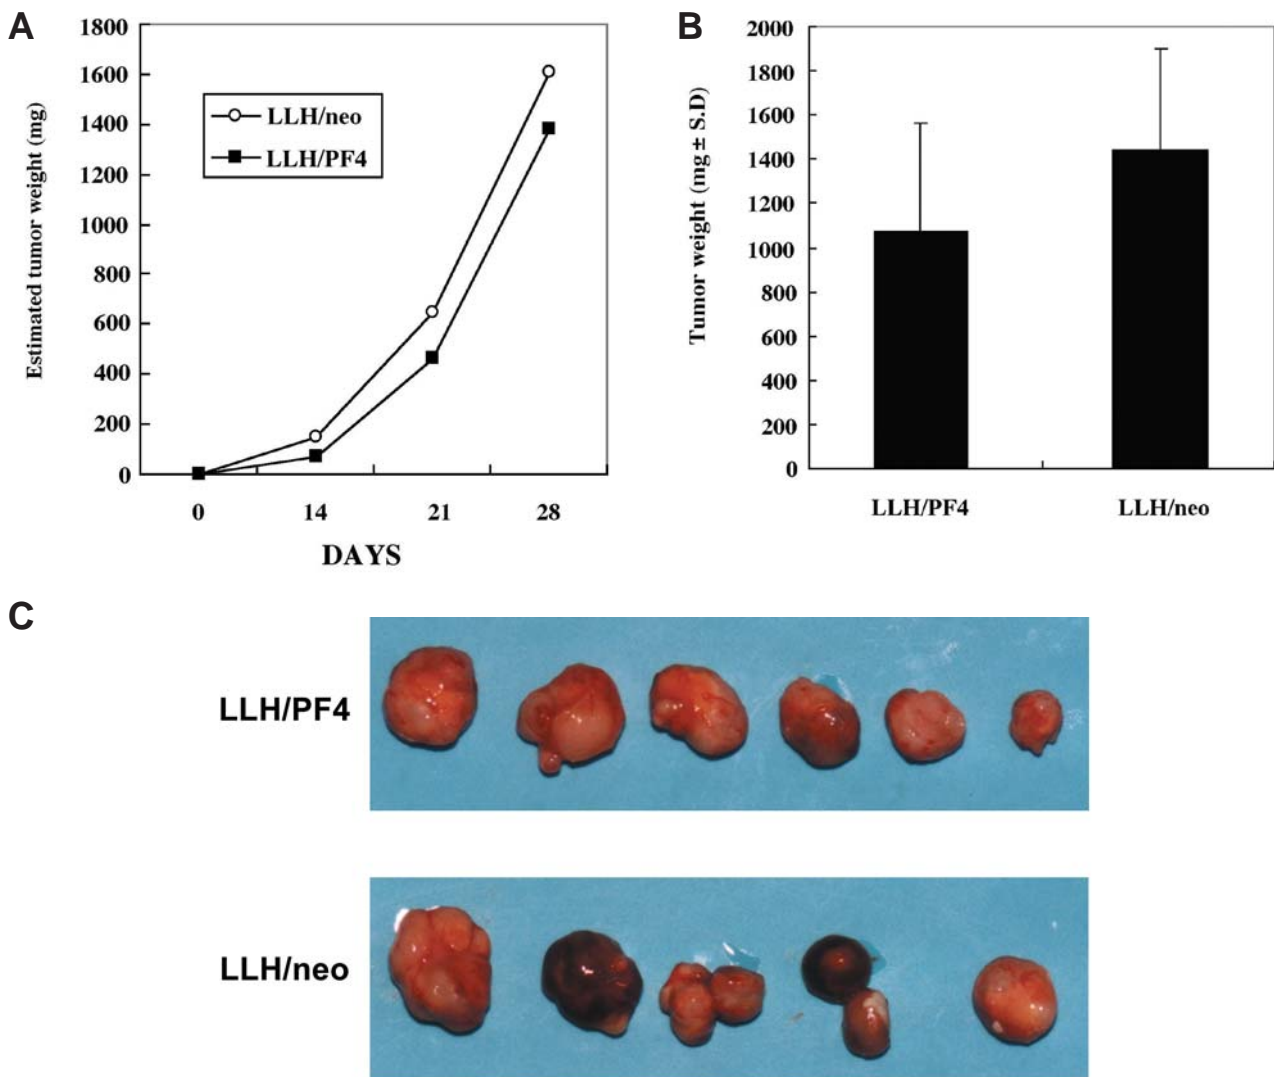 A
Estimated tumor weight (mg)
1800
1600
1400
1200
1000
800
600
400
200
0
LLH/neo
LLH/PF4
0 14 21 28
DAYS
B
Tumor weight (mg ± S.D)
2000
1800
1600
1400
1200
1000
800
600
400
200
0
LLH/PF4 LLH/neo
C
LLH/PF4
LLH/neo